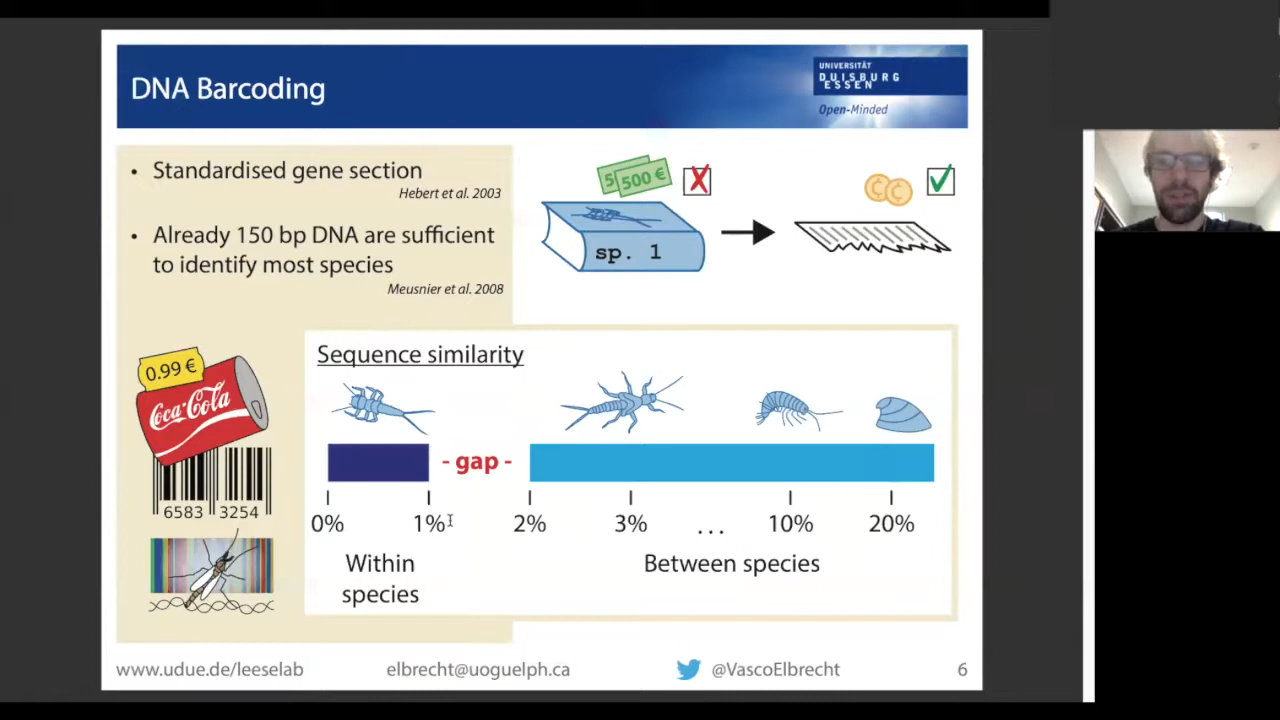 DNA Barcoding
UNIVERSITÄT
DUISBURG
ESSEN
Open-Minded
• Standardised gene section
Hebert et al. 2003
• Already 150 bp DNA are sufficient
to identify most species
Meusnier et al. 2008
5 500 €
sp. 1
0.99 €
Coca-Cola
6583 3254
Sequence similarity
- gap -
0% 1% 2% 3% ... 10% 20%
Within
species
Between species
www.udue.de/leeselab elbrecht@uoguelph.ca @VascoElbrecht 6